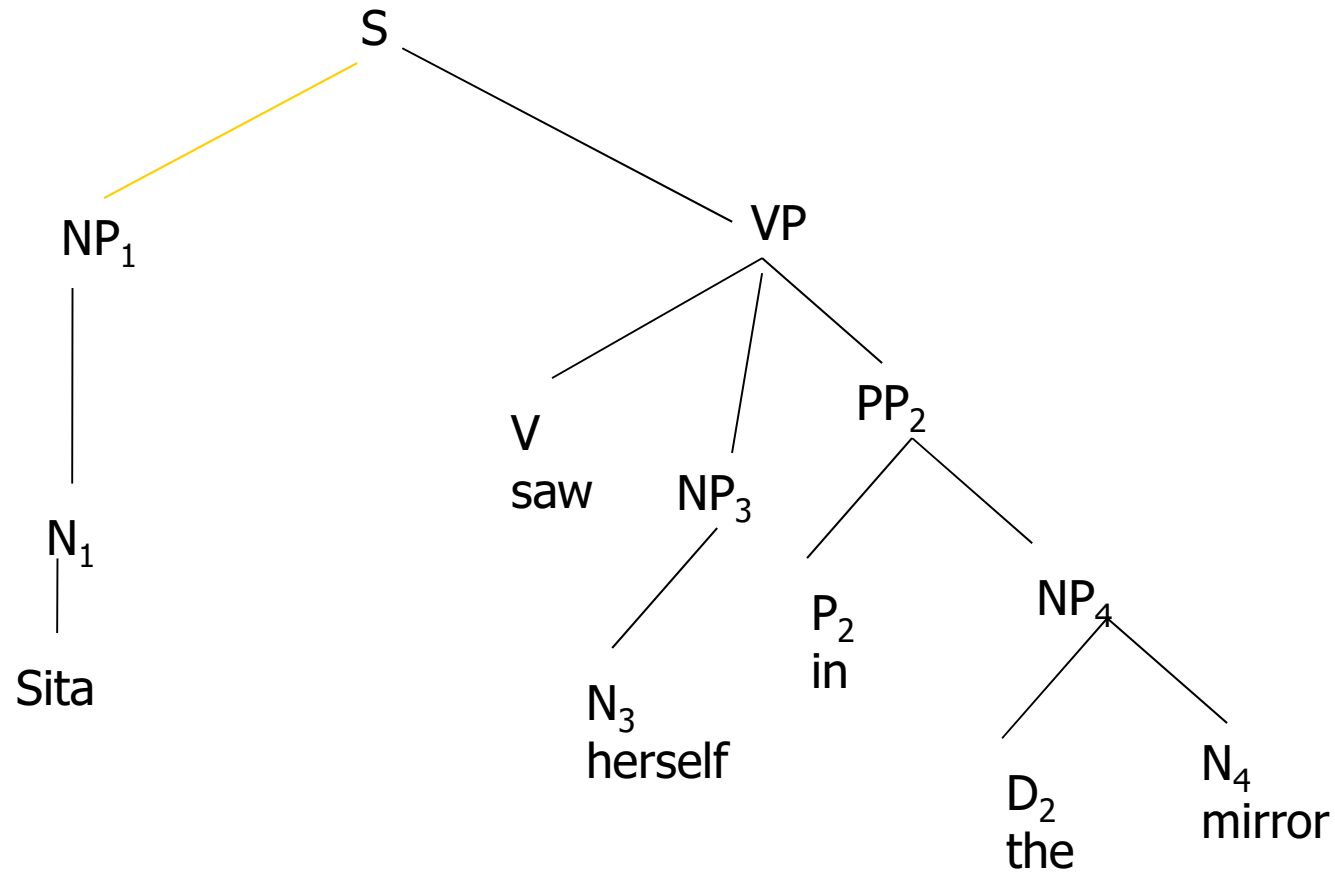 S
NP₁
VP
V
saw
NP₃
PP₂
N₁
Sita
N₃
herself
P₂
in
NP₄
D₂
the
N₄
mirror